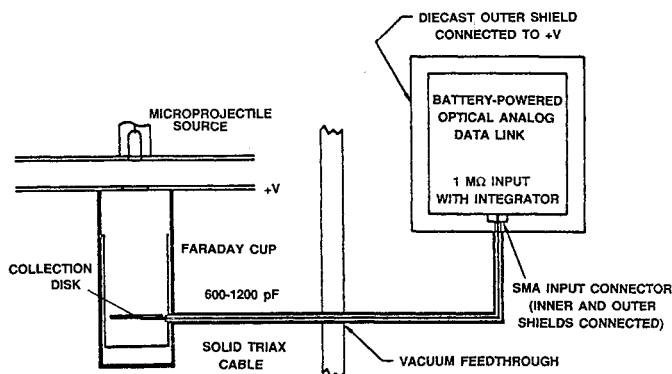 DIECAST OUTER SHIELD
CONNECTED TO +V
MICROPROJECTILE
SOURCE
BATTERY-POWERED
OPTICAL ANALOG
DATA LINK
1 MΩ INPUT
WITH INTEGRATOR
+V
FARADAY CUP
COLLECTION
DISK
600-1200 pF
SMA INPUT CONNECTOR
(INNER AND OUTER
SHIELDS CONNECTED)
SOLID TRIAX
CABLE
VACUUM FEEDTHROUGH